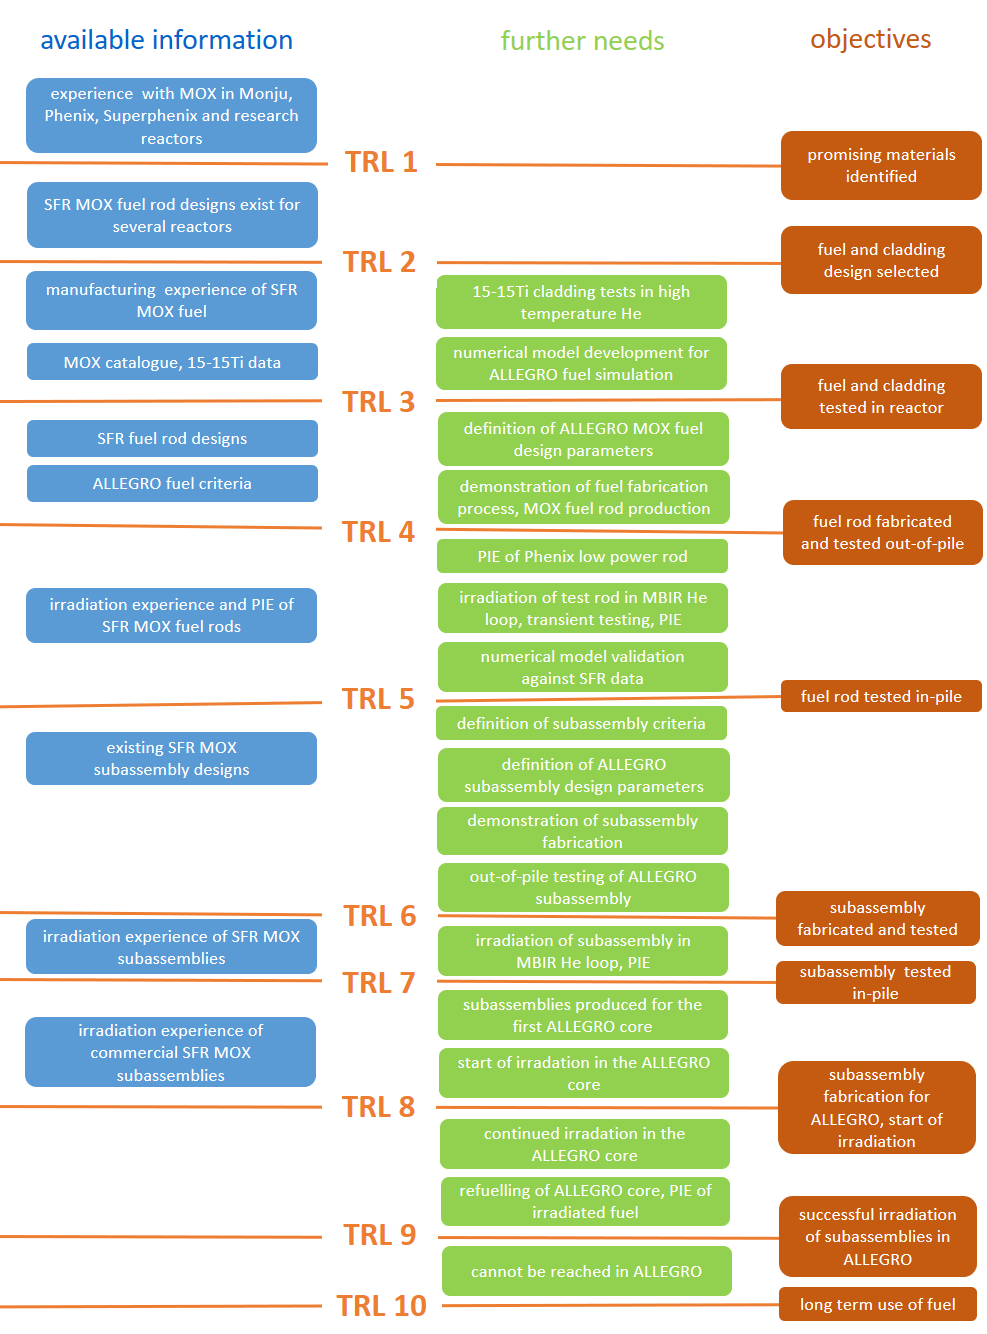 available information
further needs
objectives
experience with MOX in Monju,
Phenix, Superphenix and research
reactors
TRL 1
promising materials
identified
SFR MOX fuel rod designs exist for
several reactors
TRL 2
fuel and cladding
design selected
manufacturing experience of SFR
MOX fuel
15-15Ti cladding tests in high
temperature He
MOX catalogue, 15-15Ti data
numerical model development for
ALLEGRO fuel simulation
TRL 3
fuel and cladding
tested in reactor
SFR fuel rod designs
definition of ALLEGRO MOX fuel
design parameters
ALLEGRO fuel criteria
demonstration of fuel fabrication
process, MOX fuel rod production
TRL 4
fuel rod fabricated
and tested out-of-pile
PIE of Phenix low power rod
irradiation experience and PIE of
SFR MOX fuel rods
irradiation of test rod in MBIR He
loop, transient testing, PIE
numerical model validation
against SFR data
TRL 5
fuel rod tested in-pile
definition of subassembly criteria
existing SFR MOX
subassembly designs
definition of ALLEGRO
subassembly design parameters
demonstration of subassembly
fabrication
out-of-pile testing of ALLEGRO
subassembly
TRL 6
subassembly
fabricated and tested
irradiation experience of SFR MOX
subassemblies
irradiation of subassembly in
MBIR He loop, PIE
TRL 7
subassembly tested
in-pile
subassemblies produced for the
first ALLEGRO core
irradiation experience of
commercial SFR MOX
subassemblies
start of irradation in the ALLEGRO
core
TRL 8
subassembly
fabrication for
ALLEGRO, start of
irradiation
continued irradation in the
ALLEGRO core
refuelling of ALLEGRO core, PIE of
irradiated fuel
TRL 9
successful irradiation
of subassemblies in
ALLEGRO
cannot be reached in ALLEGRO
TRL 10
long term use of fuel